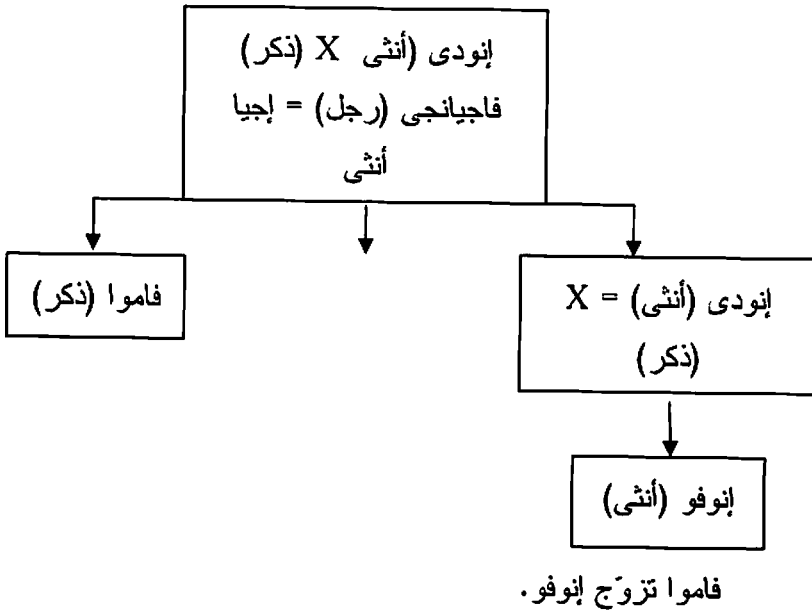 إنودى (أنثى X (ذكر)
فاجيانجى (رجل) = إجيا
أنثى
إنودى (أنثى) = X
(ذكر)
فاموا (ذكر)
إنوفو (أنثى)
فاموا تزوّج إنوفو.